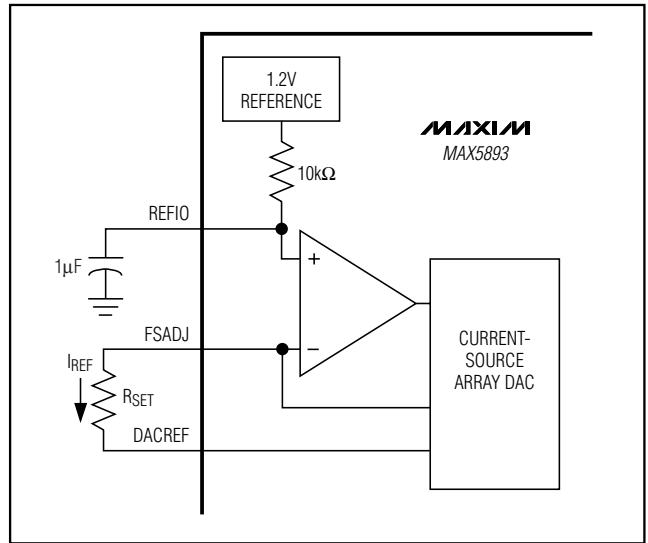 1.2V
REFERENCE
MAXIM
MAX5893
10kΩ
REFIO
1μF
+
FSADJ
−
IREF
RSET
DACREF
CURRENT-
SOURCE
ARRAY DAC